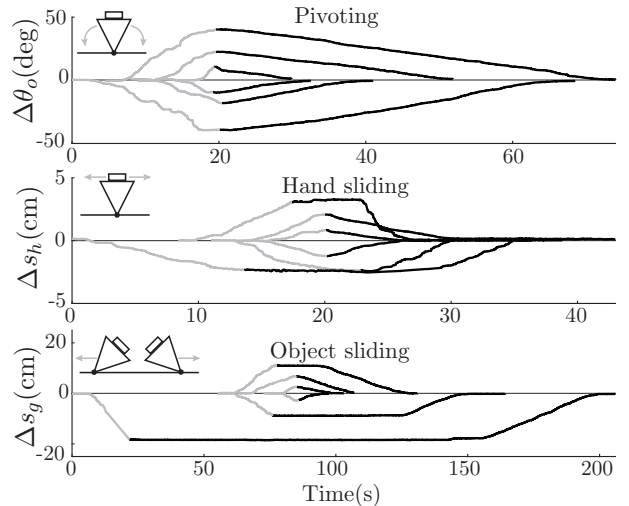 Pivoting
Δθo(deg)
50
0
-50
0 20 40 60
Hand sliding
Δsh(cm)
5
0
-5
0 10 20 30 40
Object sliding
Δsg(cm)
20
0
-20
0 50 100 150 200
Time(s)